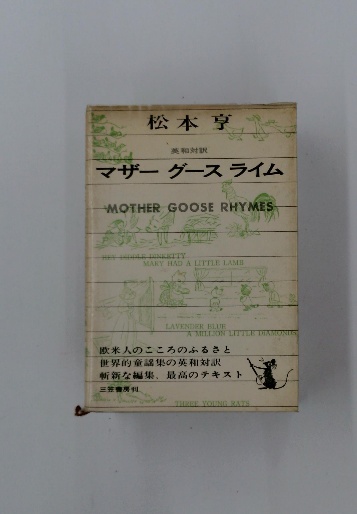 松本亨
英和対訳
マザー グース ライム
MOTHER GOOSE RHYMES
HEY DIDDLE DINKETTY
MARY HAD A LITTLE LAMB
LAVENDER BLUE
A MILLION LITTLE DIAMONDS
欧米人のこころのふるさと
世界的童謡集の英和対訳
斬新な編集、最高のテキスト
三笠書房刊
THREE YOUNG RATS